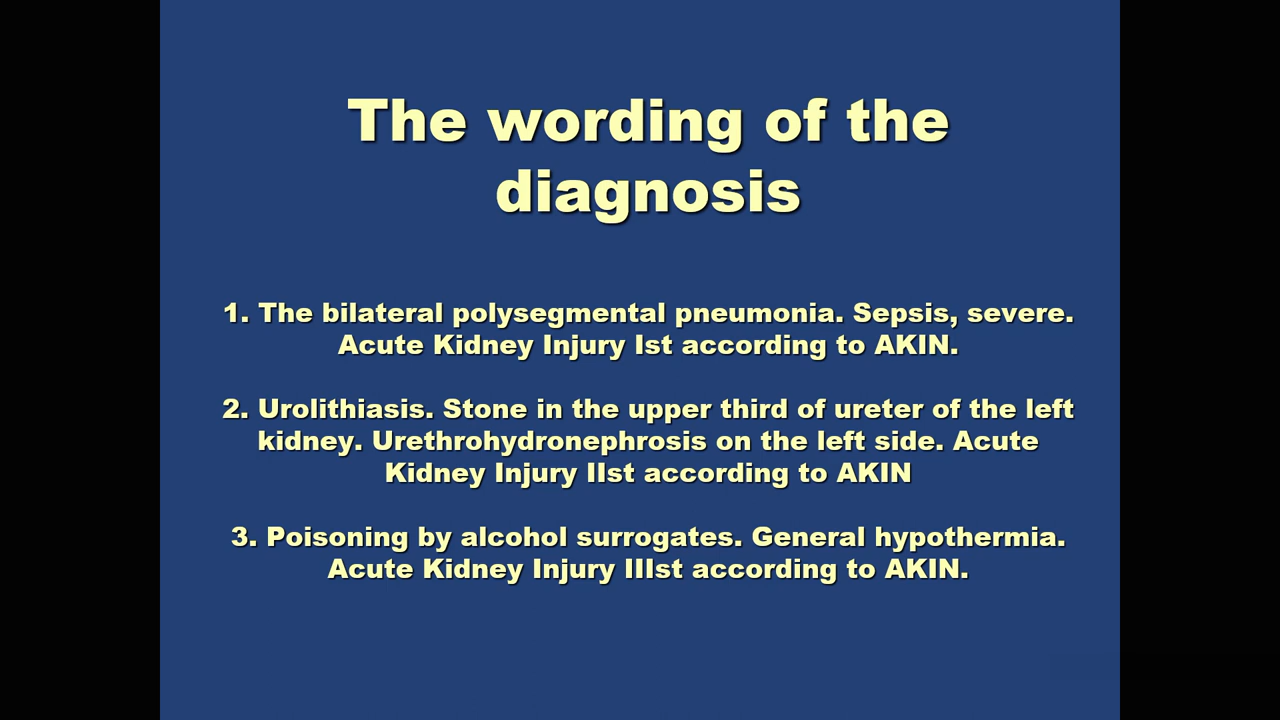 The wording of the
diagnosis
1. The bilateral polysegmental pneumonia. Sepsis, severe.
Acute Kidney Injury Ist according to AKIN.
2. Urolithiasis. Stone in the upper third of ureter of the left
kidney. Urethrohydronephrosis on the left side. Acute
Kidney Injury IIst according to AKIN
3. Poisoning by alcohol surrogates. General hypothermia.
Acute Kidney Injury IIIst according to AKIN.